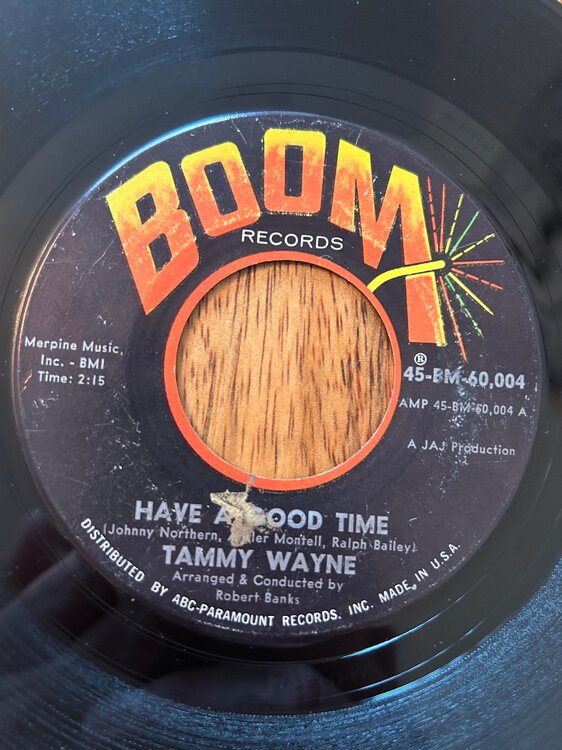 BOOM
RECORDS
®
Merpine Music,
Inc. - BMI
Time: 2:15
45-BM-60,004
AMP 45-BM-60,004 A
A JAJ Production
HAVE A GOOD TIME
(Johnny Northern, Montell, Ralph Bailey)
TAMMY WAYNE
Arranged & Conducted by
Robert Banks
DISTRIBUTED BY ABC-PARAMOUNT RECORDS. INC. MADE IN U.S.A.